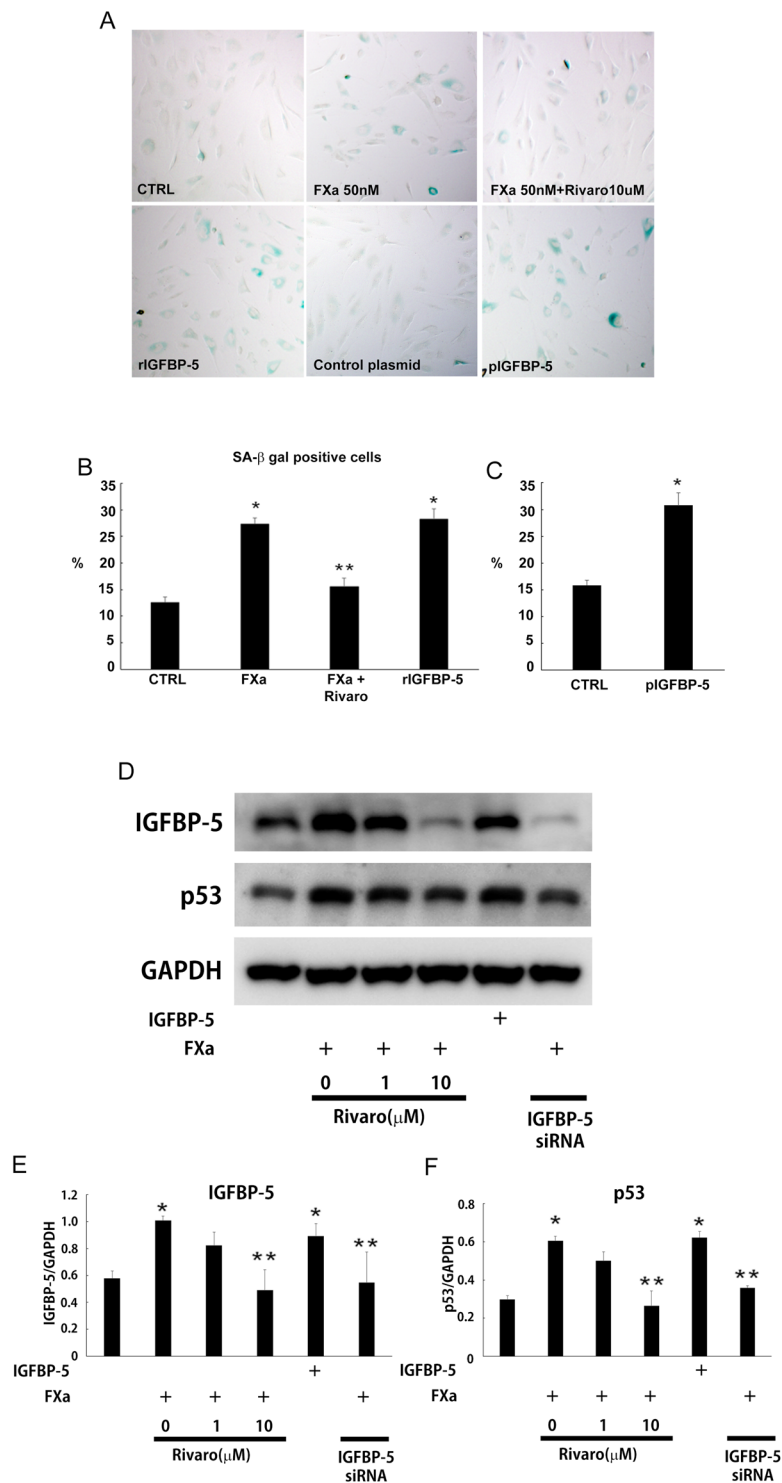 A
CTRL
FXa 50nM
FXa 50nM+Rivaro10uM
rIGFBP-5
Control plasmid
,pIGFBP-5
B
SA-β gal positive cells
%
35
30
25
20
15
10
5
0
CTRL
FXa
FXa +
Rivaro
rIGFBP-5
*
**
*
C
%
35
30
25
20
15
10
5
0
*
CTRL
pIGFBP-5
D
IGFBP-5
p53
GAPDH
IGFBP-5 +
FXa + + + +
0 1 10
Rivaro(μM)
IGFBP-5
siRNA
E
IGFBP-5
IGFBP-5/GAPDH
1.2
1.0
0.8
0.6
0.4
0.2
0
* ** * **
IGFBP-5 +
FXa + + + +
0 1 10
Rivaro(μM)
IGFBP-5
siRNA
F
p53
p53/GAPDH
0.8
0.6
0.4
0.2
0
* ** * **
IGFBP-5 +
FXa + + + +
0 1 10
Rivaro(μM)
IGFBP-5
siRNA